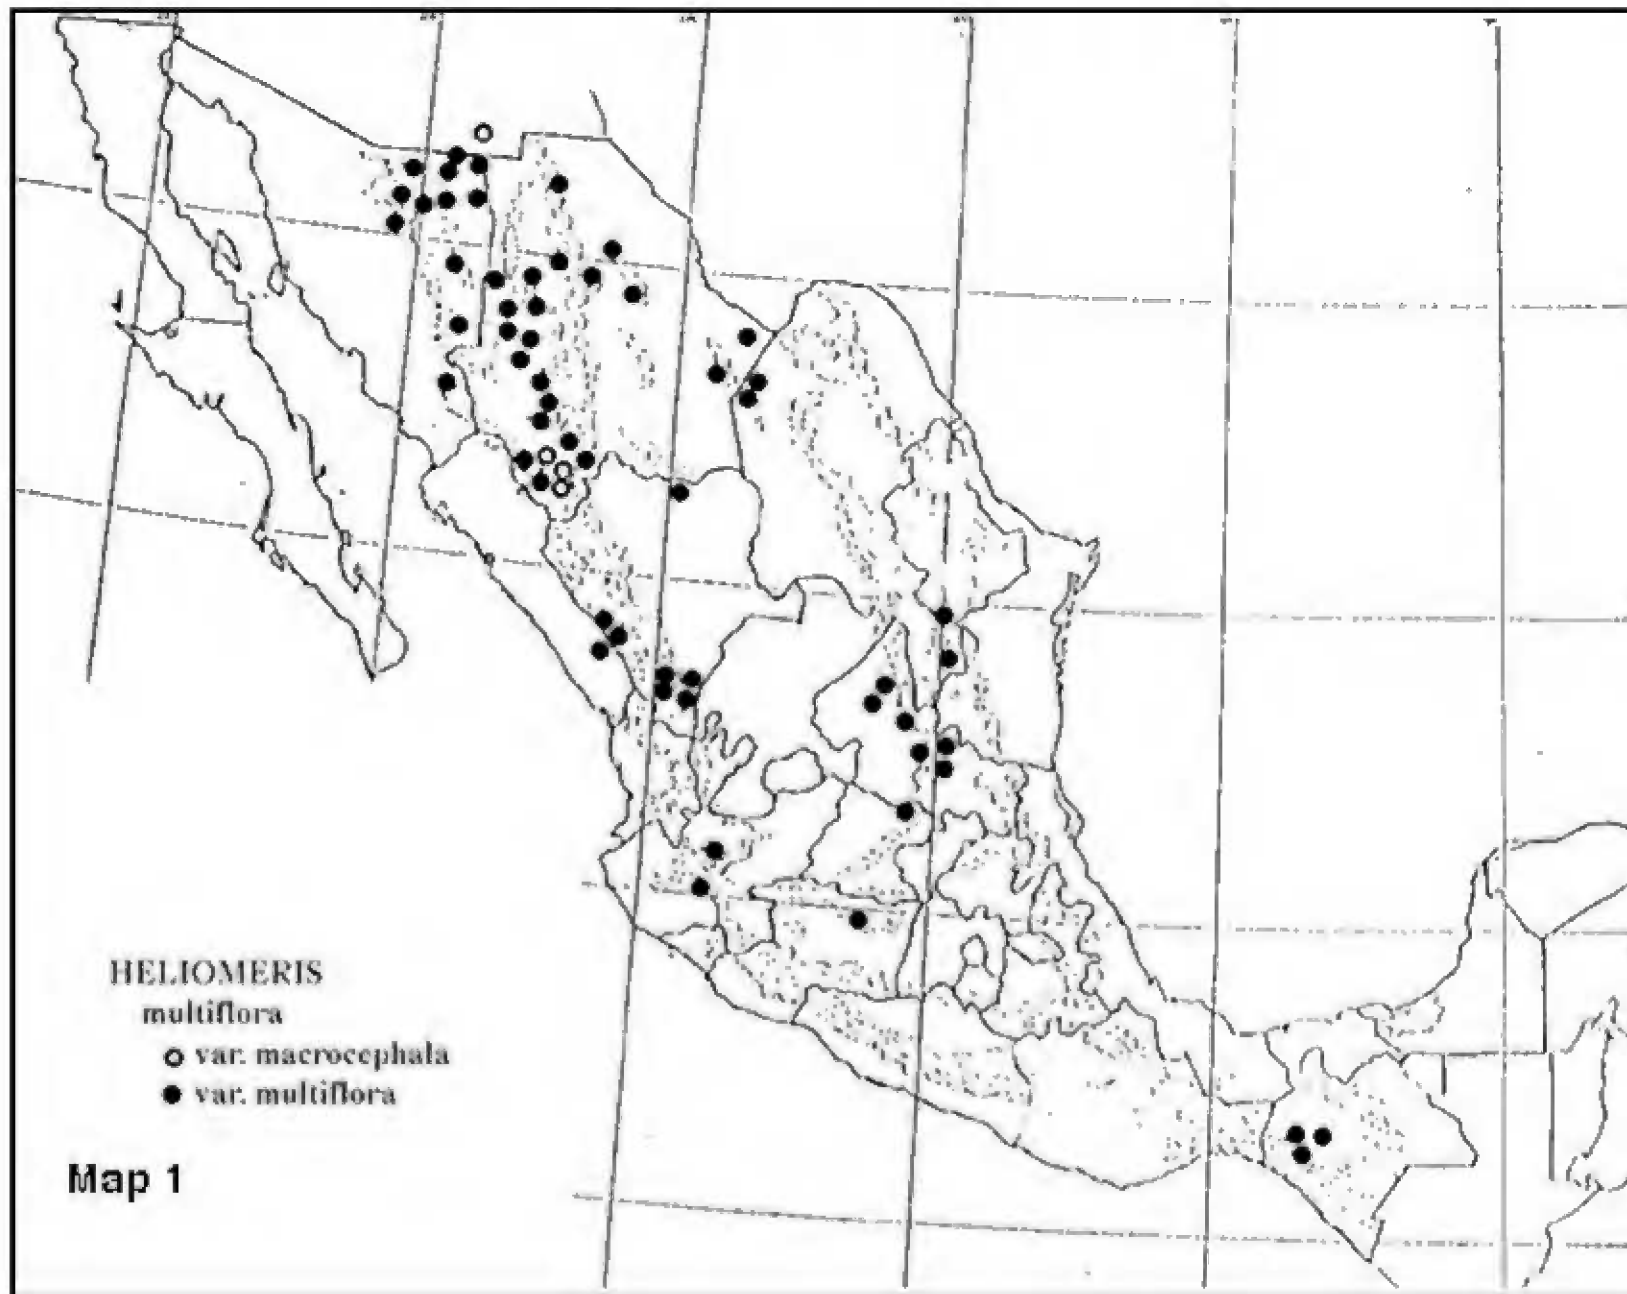 HELIOMERIS
multiflora
var. macrocephala
var. multiflora
Map 1